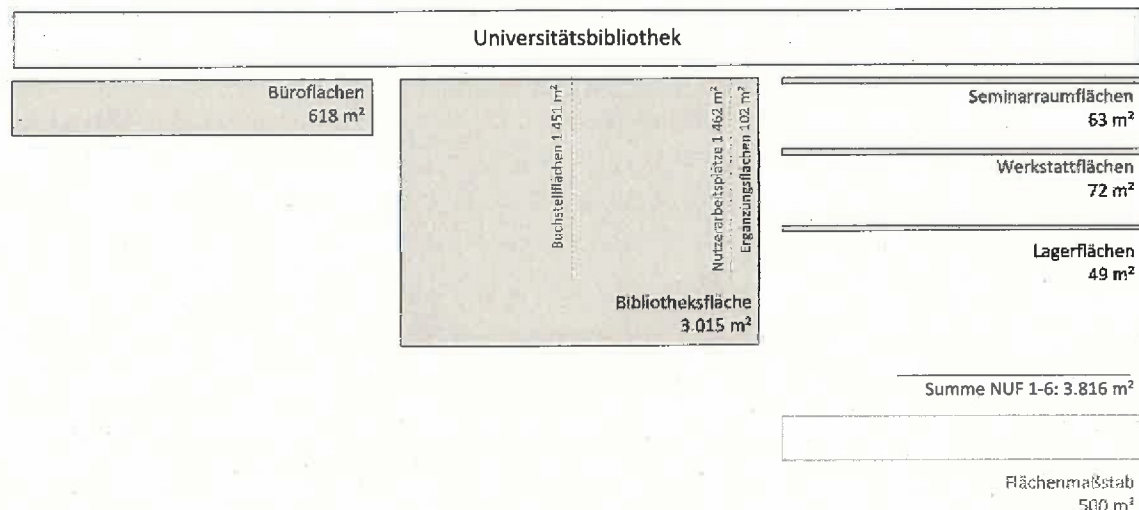 Universitätsbibliothek
Büroflächen
618 m²
Buchstellflächen 1.451 m²
Nutzerarbeitsplätze 1.462 m²
Ergänzungsflächen 102 m²
Bibliotheksfläche
3.015 m²
Seminarraumflächen
63 m²
Werkstattflächen
72 m²
Lagerflächen
49 m²
Summe NUF 1-6: 3.816 m²
Flächenmaßstab
500 m²